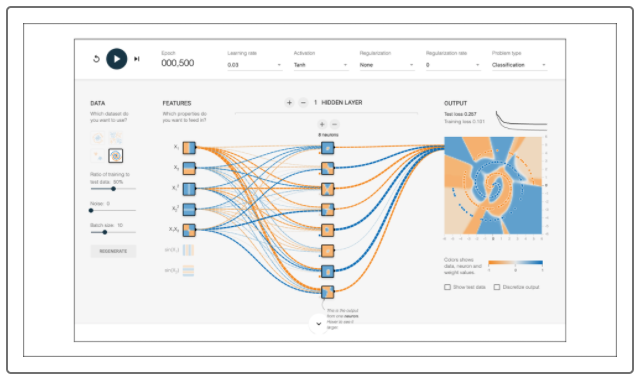 Epoch
000,500
Learning rate
0.03
Activation
Tanh
Regularization
None
Regularization rate
0
Problem type
Classification
DATA
Which dataset do
you want to use?
Ratio of training to
test data: 50%
Noise: 0
Batch size: 10
REGENERATE
FEATURES
Which properties do
you want to feed in?
X₁
X₂
X₁²
X₂²
X₁X₂
sin(X₁)
sin(X₂)
+ − 1 HIDDEN LAYER
+ −
8 neurons
This is the output
from one neuron.
Hover to see it
larger.
OUTPUT
Test loss 0.207
Training loss 0.101
Colors shows
data, neuron and
weight values.
-1 0 1
Show test data
Discretize output